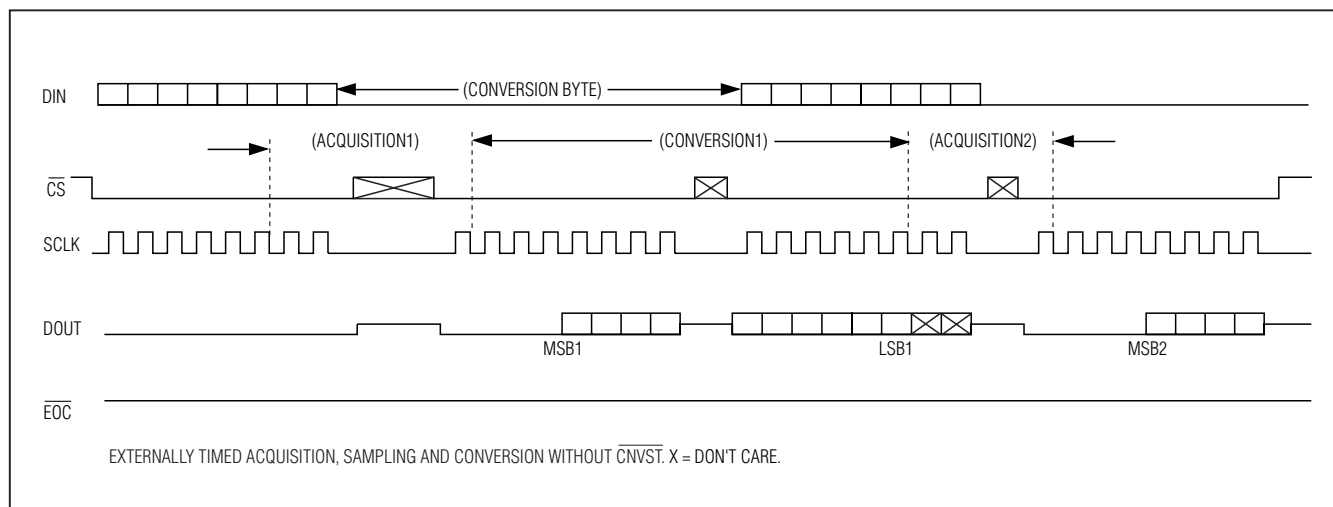 DIN
(CONVERSION BYTE)
(ACQUISITION1)
(CONVERSION1)
(ACQUISITION2)
CS
SCLK
DOUT
MSB1
LSB1
MSB2
EOC
EXTERNALLY TIMED ACQUISITION, SAMPLING AND CONVERSION WITHOUT CNVST. X = DON'T CARE.